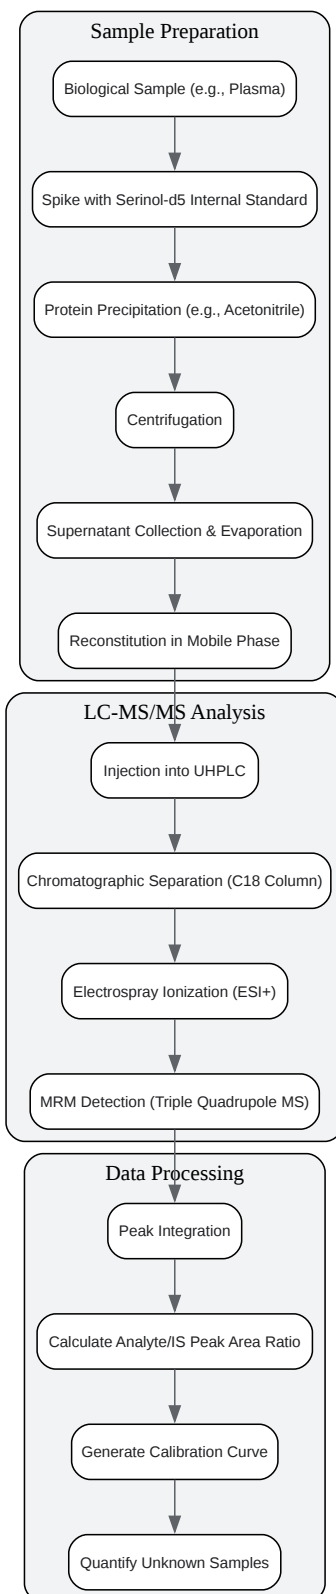 Sample Preparation
Biological Sample (e.g., Plasma)
Spike with Serinol-d5 Internal Standard
Protein Precipitation (e.g., Acetonitrile)
Centrifugation
Supernatant Collection & Evaporation
Reconstitution in Mobile Phase
LC-MS/MS Analysis
Injection into UHPLC
Chromatographic Separation (C18 Column)
Electrospray Ionization (ESI+)
MRM Detection (Triple Quadrupole MS)
Data Processing
Peak Integration
Calculate Analyte/IS Peak Area Ratio
Generate Calibration Curve
Quantify Unknown Samples